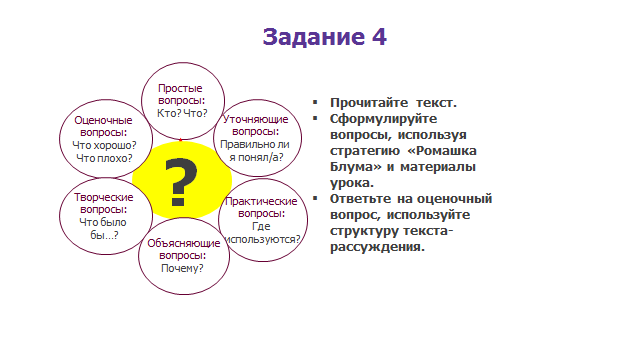 Задание 4
Простые
вопросы:
Кто? Что?
Уточняющие
вопросы:
Правильно ли
я понял/а?
Практические
вопросы:
Где
используются?
Объясняющие
вопросы:
Почему?
Творческие
вопросы:
Что было
бы...?
Оценочные
вопросы:
Что хорошо?
Что плохо?
?
▪ Прочитайте текст.
▪ Сформулируйте
вопросы, используя
стратегию «Ромашка
Блума» и материалы
урока.
▪ Ответьте на оценочный
вопрос, используйте
структуру текста-
рассуждения.